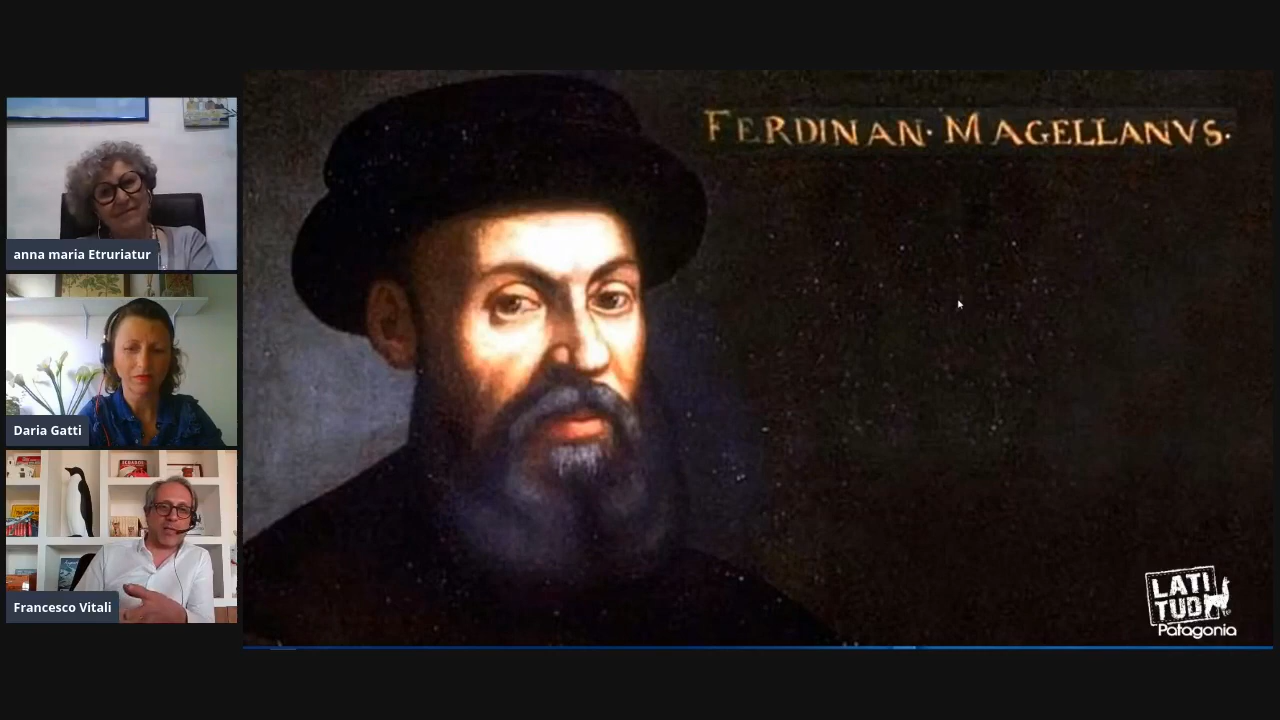 anna maria Etruriatur
Daria Gatti
Francesco Vitali
FERDINAN· MAGELLANVS·
LATI
TUD
Patagonia